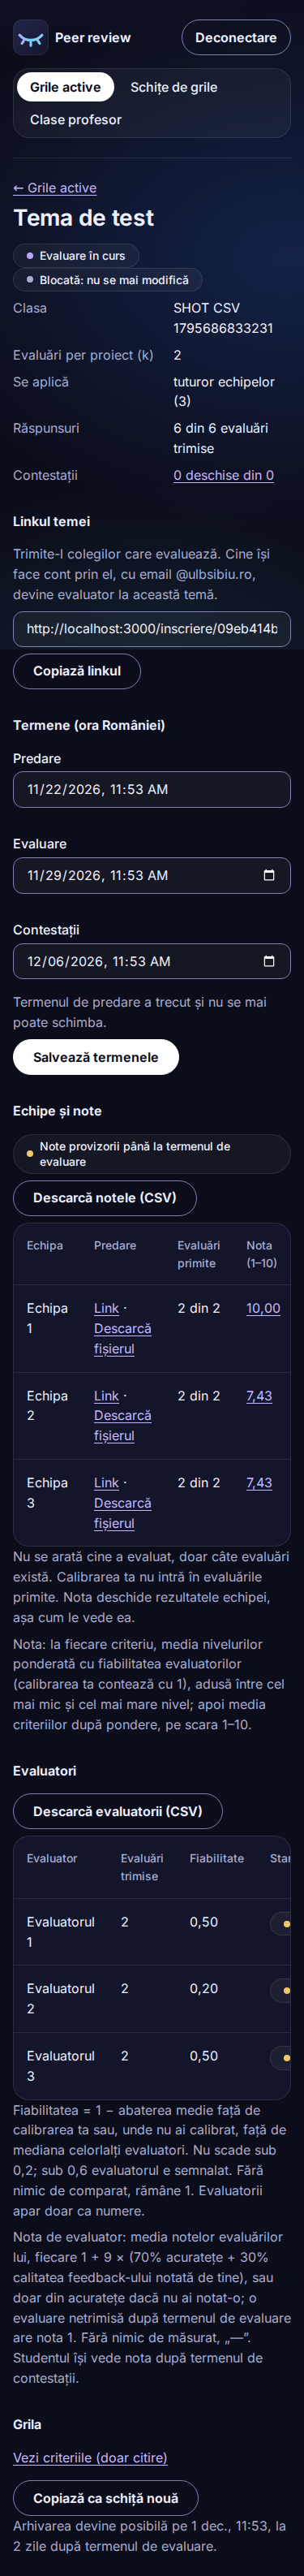 Peer review
Deconectare
Grile active
Schițe de grile
Clase profesor
← Grile active
Tema de test
Evaluare în curs
Blocată: nu se mai modifică
Clasa
SHOT CSV
1795686833231
Evaluări per proiect (k)
2
Se aplică
tuturor echipelor
(3)
Răspunsuri
6 din 6 evaluări
trimise
Contestații
0 deschise din 0
Linkul temei
Trimite-l colegilor care evaluează. Cine își
face cont prin el, cu email @ulbsibiu.ro,
devine evaluator la această temă.
http://localhost:3000/inscriere/09eb414b
Copiază linkul
Termene (ora României)
Predare
11/22/2026, 11:53 AM
Evaluare
11/29/2026, 11:53 AM
Contestații
12/06/2026, 11:53 AM
Termenul de predare a trecut și nu se mai
poate schimba.
Salvează termenele
Echipe și note
Note provizorii până la termenul de
evaluare
Descarcă notele (CSV)
Echipa
Predare
Evaluări
primite
Nota
(1–10)
Echipa
1
Link ·
Descarcă
fișierul
2 din 2
10,00
Echipa
2
Link ·
Descarcă
fișierul
2 din 2
7,43
Echipa
3
Link ·
Descarcă
fișierul
2 din 2
7,43
Nu se arată cine a evaluat, doar câte evaluări
există. Calibrarea ta nu intră în evaluările
primite. Nota deschide rezultatele echipei,
așa cum le vede ea.
Nota: la fiecare criteriu, media nivelurilor
ponderată cu fiabilitatea evaluatorilor
(calibrarea ta contează cu 1), adusă între cel
mai mic și cel mai mare nivel; apoi media
criteriilor după pondere, pe scara 1–10.
Evaluatori
Descarcă evaluatorii (CSV)
Evaluator
Evaluări
trimise
Fiabilitate
Evaluatorul
1
2
0,50
Evaluatorul
2
2
0,20
Evaluatorul
3
2
0,50
Fiabilitatea = 1 − abaterea medie față de
calibrarea ta sau, unde nu ai calibrat, față de
mediana celorlalți evaluatori. Nu scade sub
0,2; sub 0,6 evaluatorul e semnalat. Fără
nimic de comparat, rămâne 1. Evaluatorii
apar doar ca numere.
Nota de evaluator: media notelor evaluărilor
lui, fiecare 1 + 9 × (70% acuratețe + 30%
calitatea feedback-ului notată de tine), sau
doar din acuratețe dacă nu ai notat-o; o
evaluare netrimisă după termenul de evaluare
are nota 1. Fără nimic de măsurat, „—”.
Studentul își vede nota după termenul de
contestații.
Grila
Vezi criteriile (doar citire)
Copiază ca schiță nouă
Arhivarea devine posibilă pe 1 dec., 11:53, la
2 zile după termenul de evaluare.